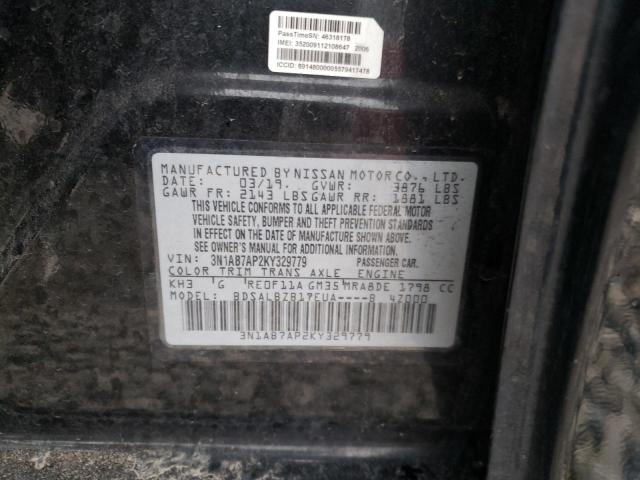 PassTimeSN: 46318178
IMEI: 352009112108647 2006
ICCID: 89148000005579417478
MANUFACTURED BY NISSAN MOTOR CO., LTD.
DATE: 03/19. GVWR: 3876 LBS
GAWR FR: 2143 LBS GAWR RR: 1881 LBS
THIS VEHICLE CONFORMS TO ALL APPLICABLE FEDERAL MOTOR
VEHICLE SAFETY, BUMPER AND THEFT PREVENTION STANDARDS
IN EFFECT ON THE DATE OF MANUFACTURE SHOWN ABOVE.
SEE OWNER'S MANUAL FOR ADDITIONAL INFORMATION.
VIN: 3N1AB7AP2KY329779 PASSENGER CAR.
COLOR TRIM TRANS AXLE ENGINE
KH3 G RE0F11A GM35 MRA8DE 1798 CC
MODEL: BDSALBZB17EUA----B 4Z000
3N1AB7AP2KY329779